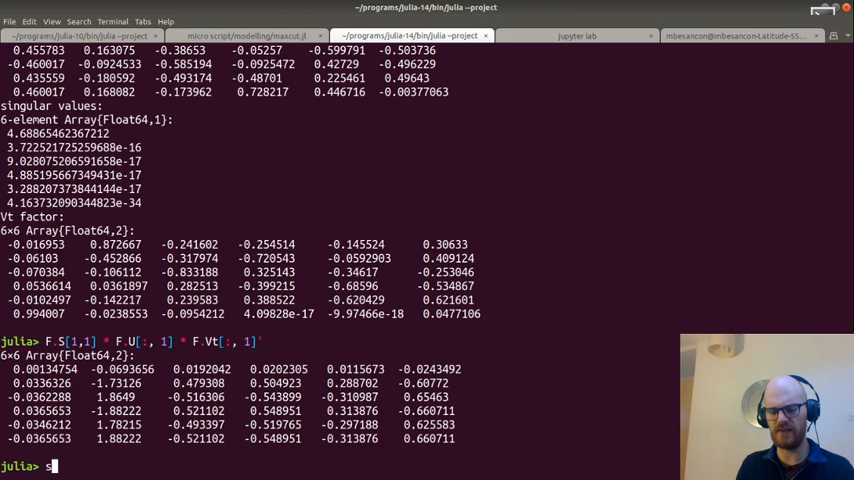 ~/programs/julia-14/bin/julia --project
File Edit View Search Terminal Tabs Help
~/programs/julia-10/bin/julia --project × micro script/modelling/maxcut.jl × ~/programs/julia-14/bin/julia --project × jupyter lab × mbesancon@mbesancon-Latitude-55... ×
0.455783 0.163075 -0.38653 -0.05257 -0.599791 -0.503736
-0.460017 -0.0924533 -0.585194 -0.0925472 0.42729 -0.496229
0.435559 -0.180592 -0.493174 -0.48701 0.225461 0.49643
0.460017 0.168082 -0.173962 0.728217 0.446716 -0.00377063
singular values:
6-element Array{Float64,1}:
4.68865462367212
3.722521725259688e-16
9.028075206591658e-17
4.885195667349431e-17
3.288207373844144e-17
4.163732090344823e-34
Vt factor:
6×6 Array{Float64,2}:
-0.016953 0.872667 -0.241602 -0.254514 -0.145524 0.30633
-0.06103 -0.452866 -0.317974 -0.720543 -0.0592903 0.409124
-0.070384 -0.106112 -0.833188 0.325143 -0.34617 -0.253046
0.0536614 0.0361897 0.282513 -0.399215 -0.68596 -0.534867
-0.0102497 -0.142217 0.239583 0.388522 -0.620429 0.621601
0.994007 -0.0238553 -0.0954212 4.09828e-17 -9.97466e-18 0.0477106
julia> F.S[1,1] * F.U[:, 1] * F.Vt[:, 1]'
6×6 Array{Float64,2}:
0.00134754 -0.0693656 0.0192042 0.0202305 0.0115673 -0.0243492
0.0336326 -1.73126 0.479308 0.504923 0.288702 -0.60772
-0.0362288 1.8649 -0.516306 -0.543899 -0.310987 0.65463
0.0365653 -1.88222 0.521102 0.548951 0.313876 -0.660711
-0.0346212 1.78215 -0.493397 -0.519765 -0.297188 0.625583
-0.0365653 1.88222 -0.521102 -0.548951 -0.313876 0.660711
julia> s